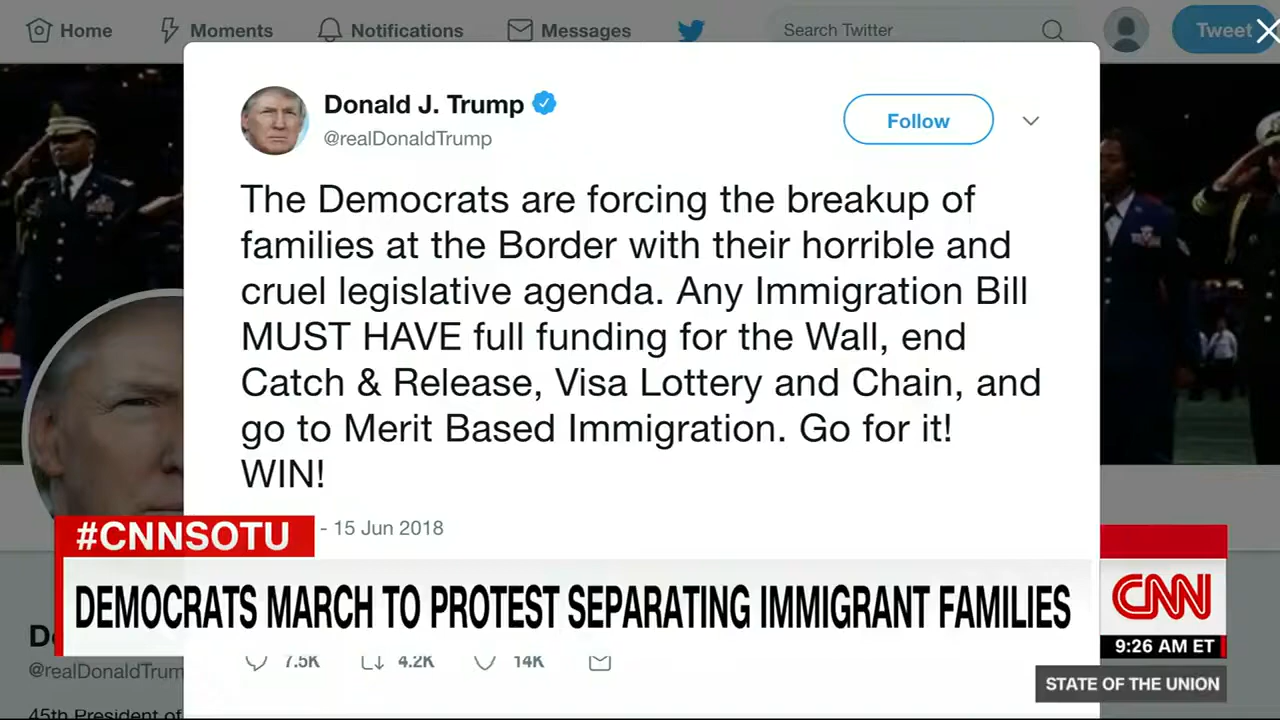 Home Moments Notifications Messages Search Twitter Tweet
Donald J. Trump
@realDonaldTrump
Follow
The Democrats are forcing the breakup of
families at the Border with their horrible and
cruel legislative agenda. Any Immigration Bill
MUST HAVE full funding for the Wall, end
Catch & Release, Visa Lottery and Chain, and
go to Merit Based Immigration. Go for it!
WIN!
- 15 Jun 2018
#CNNSOTU
DEMOCRATS MARCH TO PROTEST SEPARATING IMMIGRANT FAMILIES
CNN
9:26 AM ET
7.5K 4.2K 14K
@realDonaldTrum
STATE OF THE UNION
45th President of